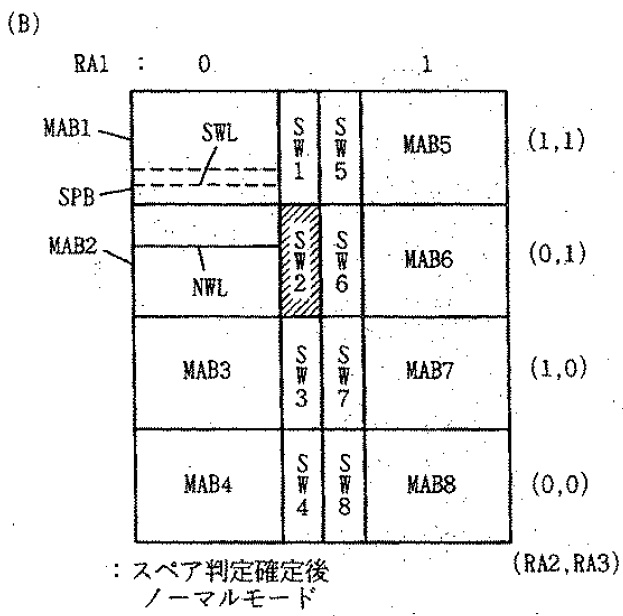 (B)
RA1 : 0 1
MAB1
SWL
SW1
SW5
MAB5
(1,1)
SPB
MAB2
NWL
SW2
SW6
MAB6
(0,1)
MAB3
SW3
SW7
MAB7
(1,0)
MAB4
SW4
SW8
MAB8
(0,0)
(RA2,RA3)
:スペア判定確定後
ノーマルモード